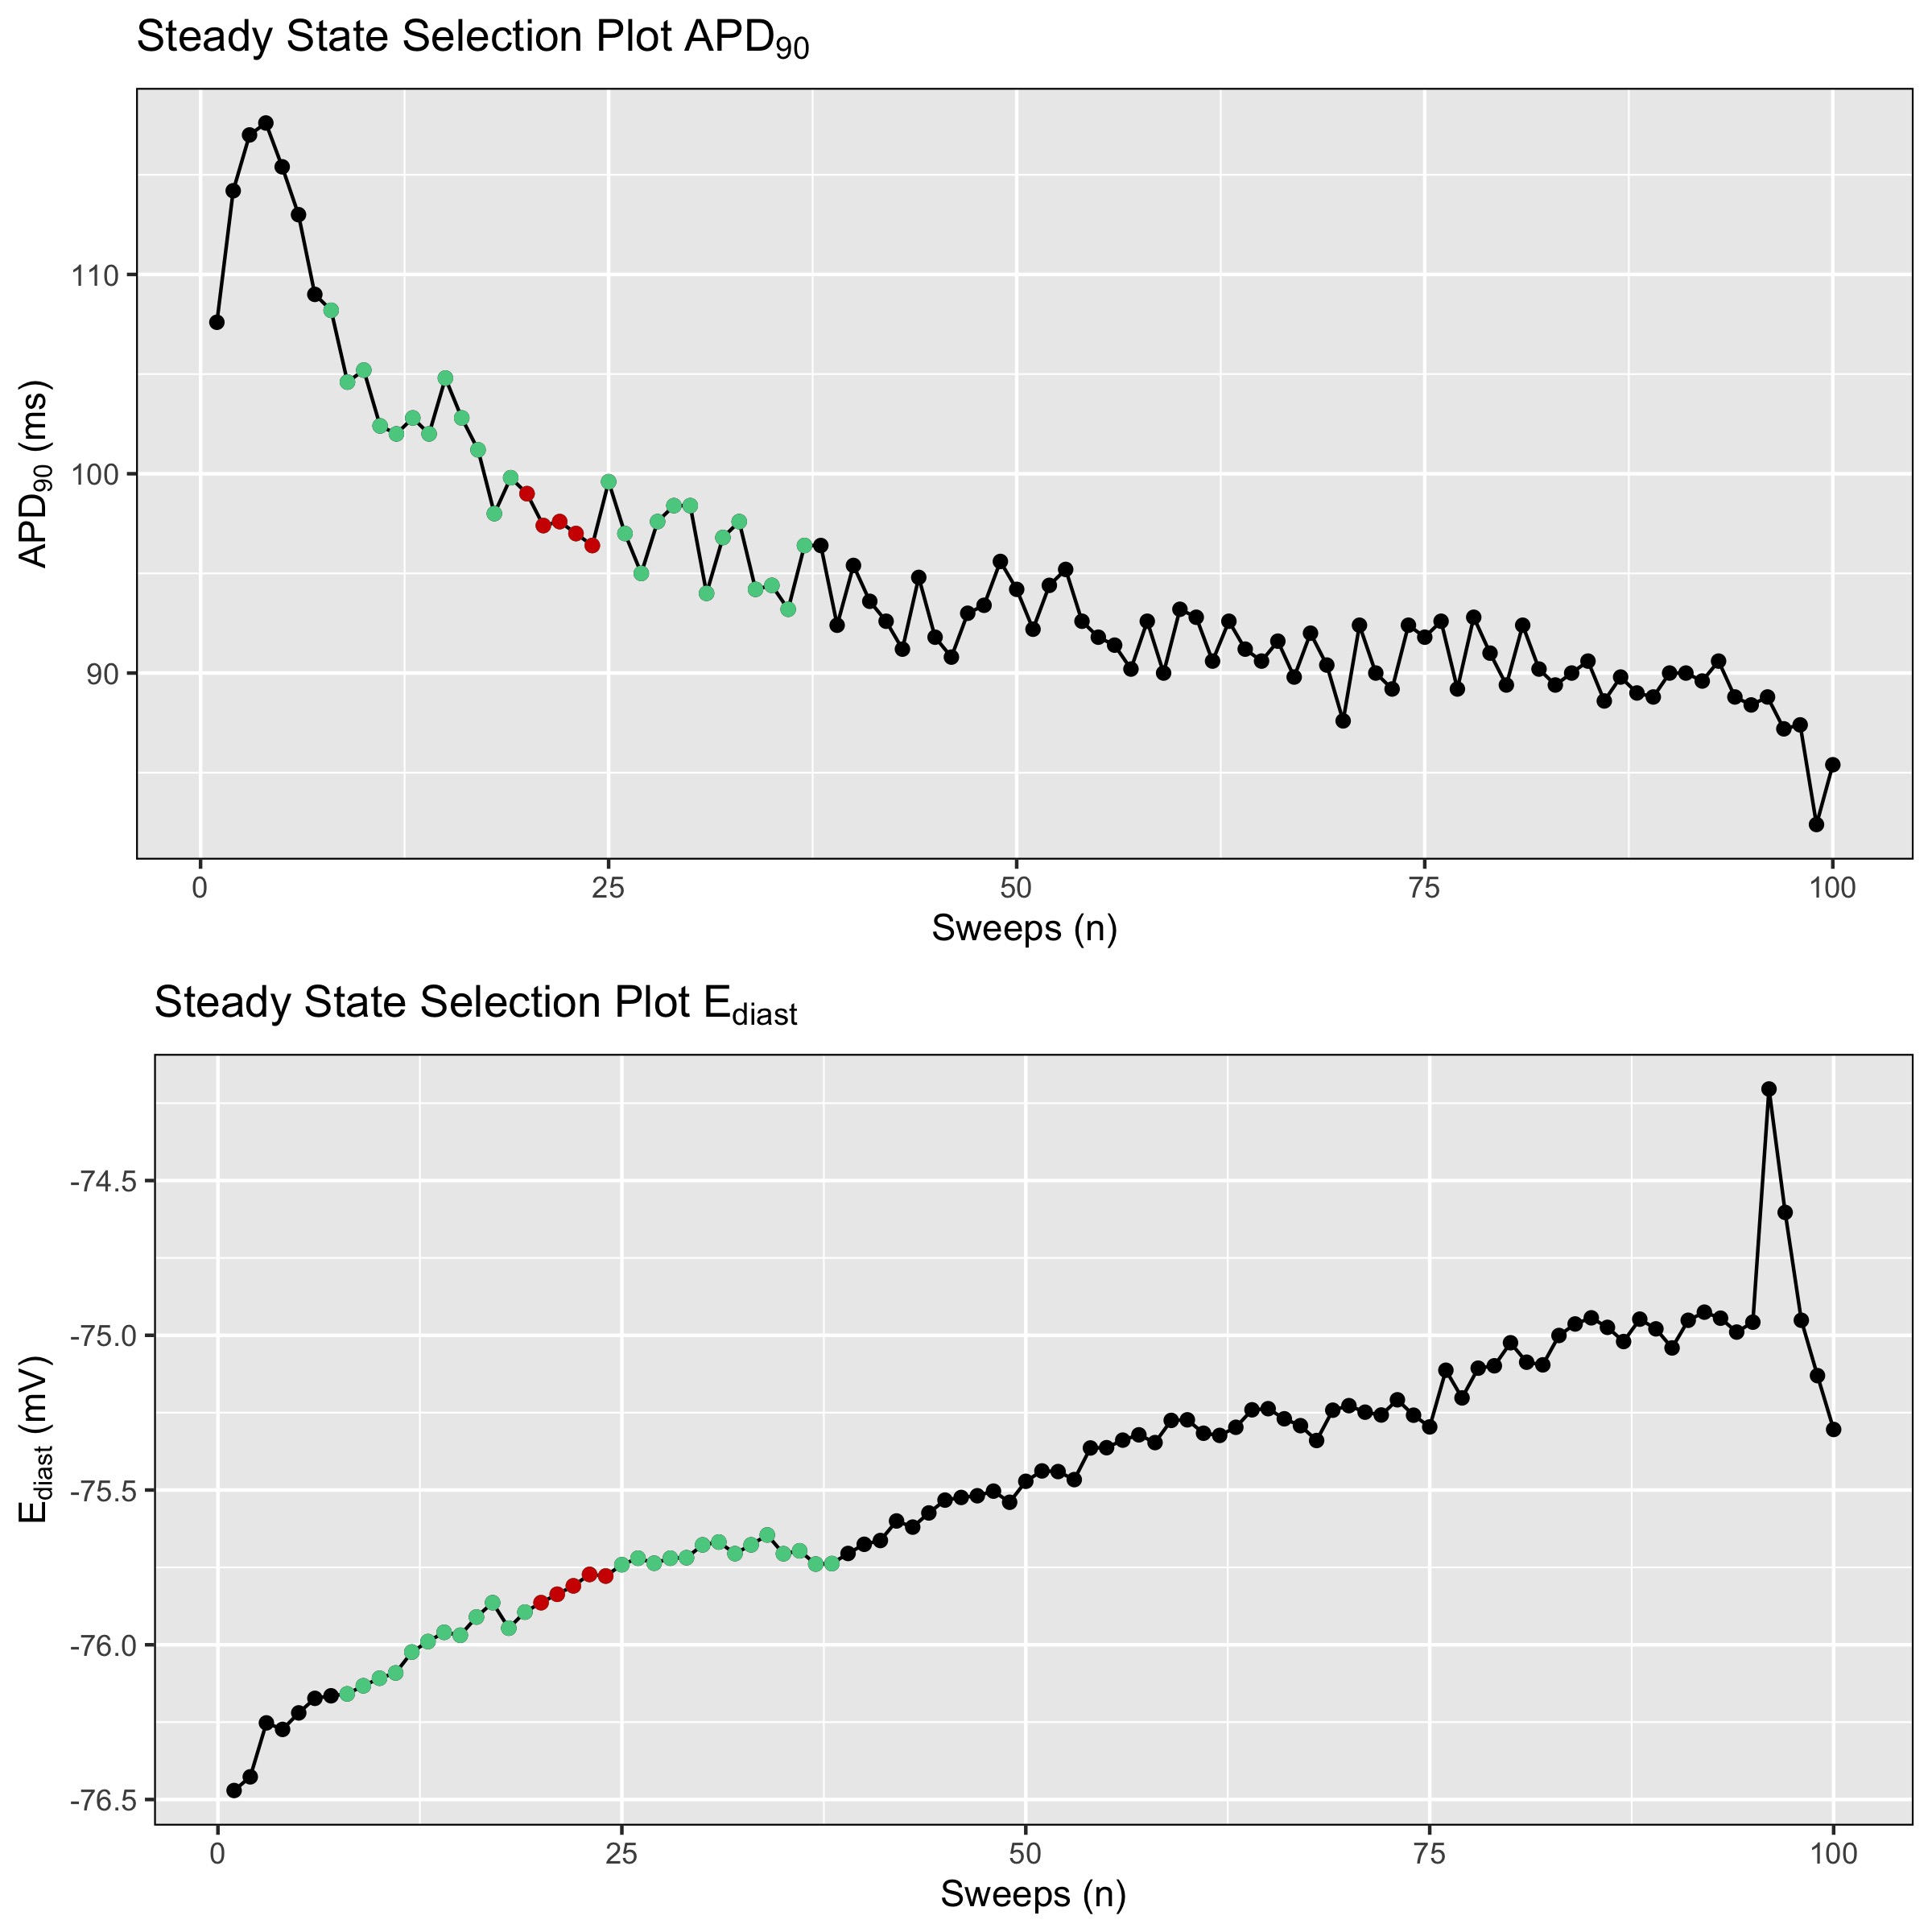 Steady State Selection Plot APD90
110
100
90
APD90 (ms)
0 25 50 75 100
Sweeps (n)
Steady State Selection Plot Ediast
-74.5
-75.0
-75.5
-76.0
-76.5
Ediast (mV)
0 25 50 75 100
Sweeps (n)